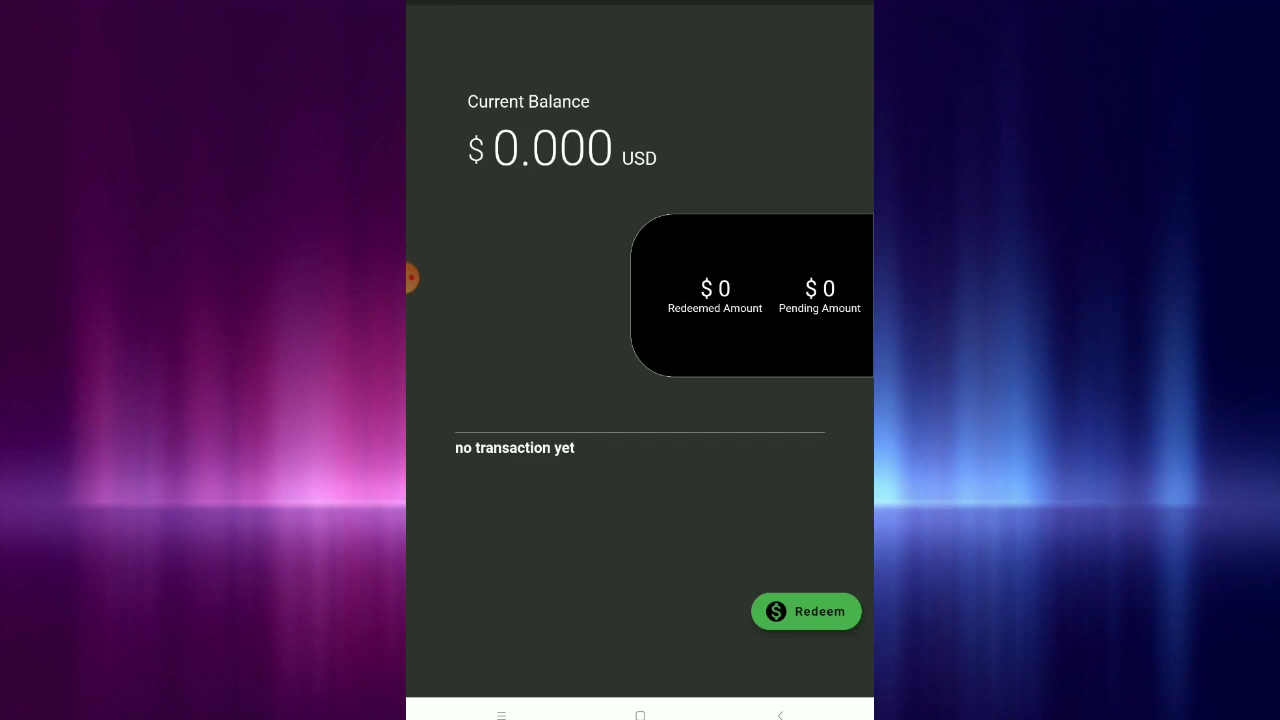 Current Balance
$ 0.000 USD
$ 0 $ 0
Redeemed Amount Pending Amount
no transaction yet
Redeem